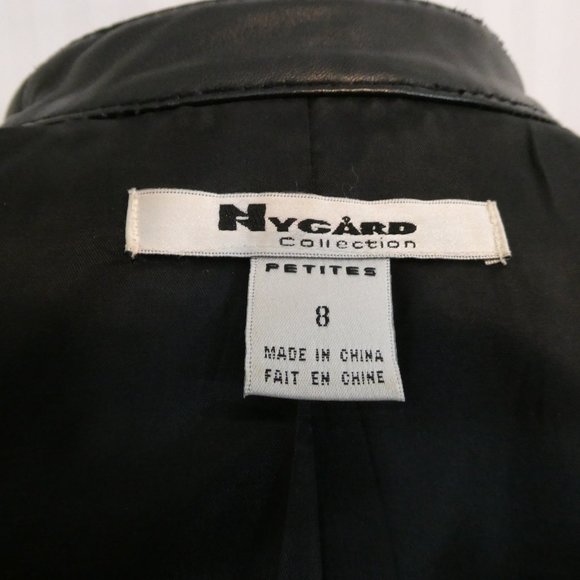 NYGÅRD
Collection
PETITES
8
MADE IN CHINA
FAIT EN CHINE